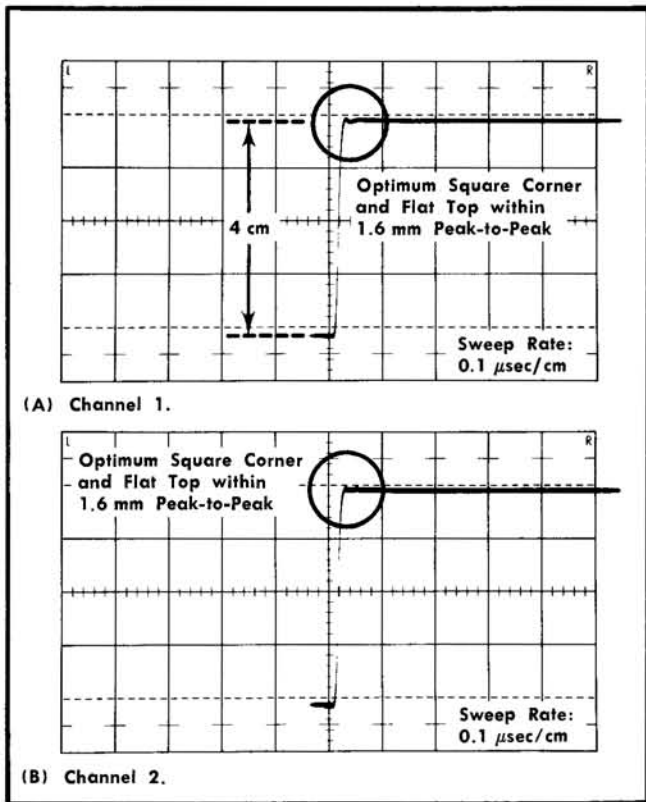 L R
Optimum Square Corner
and Flat Top within
1.6 mm Peak-to-Peak
4 cm
Sweep Rate:
0.1 μsec/cm
(A) Channel 1.
L R
Optimum Square Corner
and Flat Top within
1.6 mm Peak-to-Peak
Sweep Rate:
0.1 μsec/cm
(B) Channel 2.